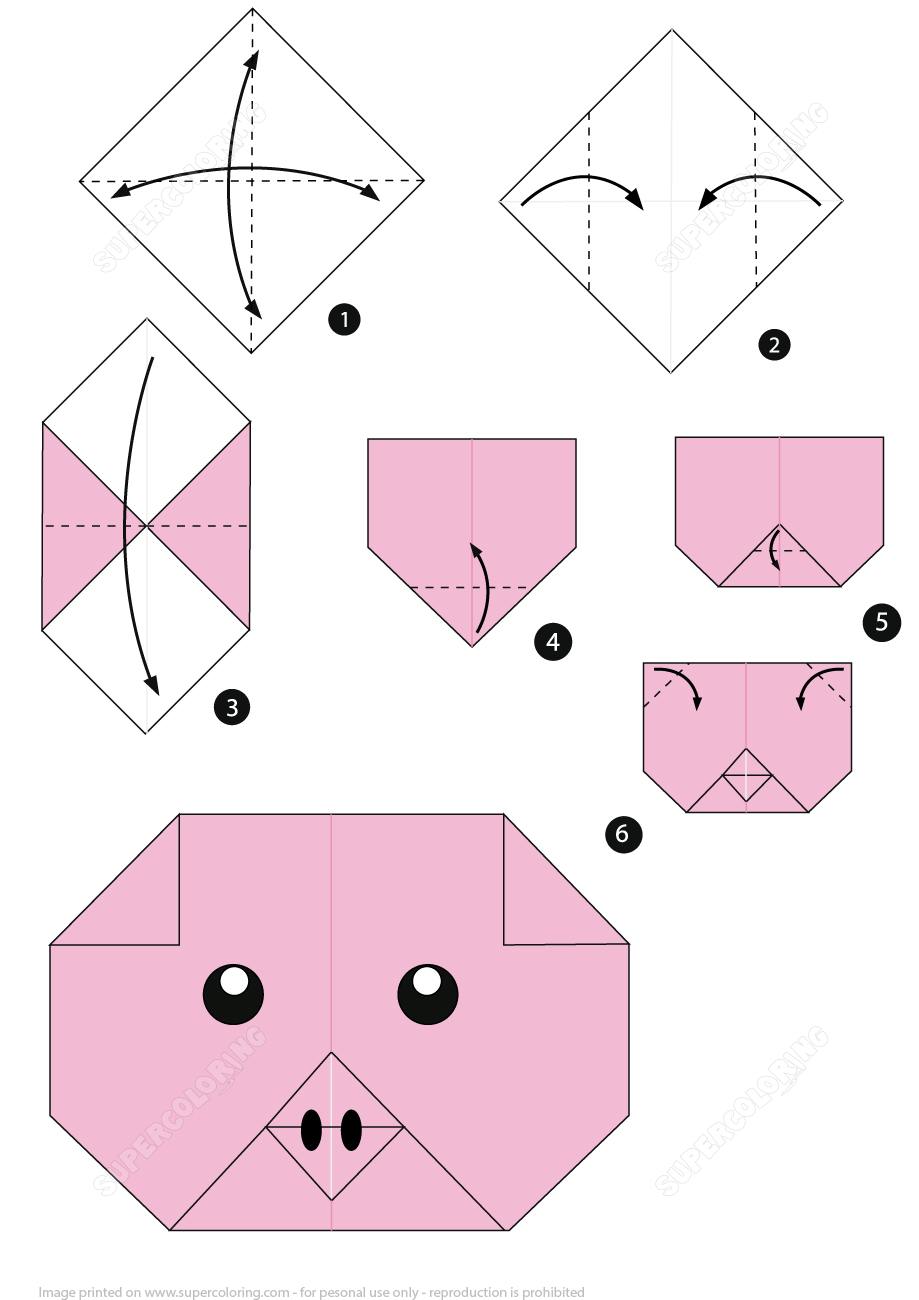 SUPERCOLORING
SUPERCOLORING
1
2
3
4
5
6
SUPERCOLORING
SUPERCOLORING
Image printed on www.supercoloring.com - for pesonal use only - reproduction is prohibited